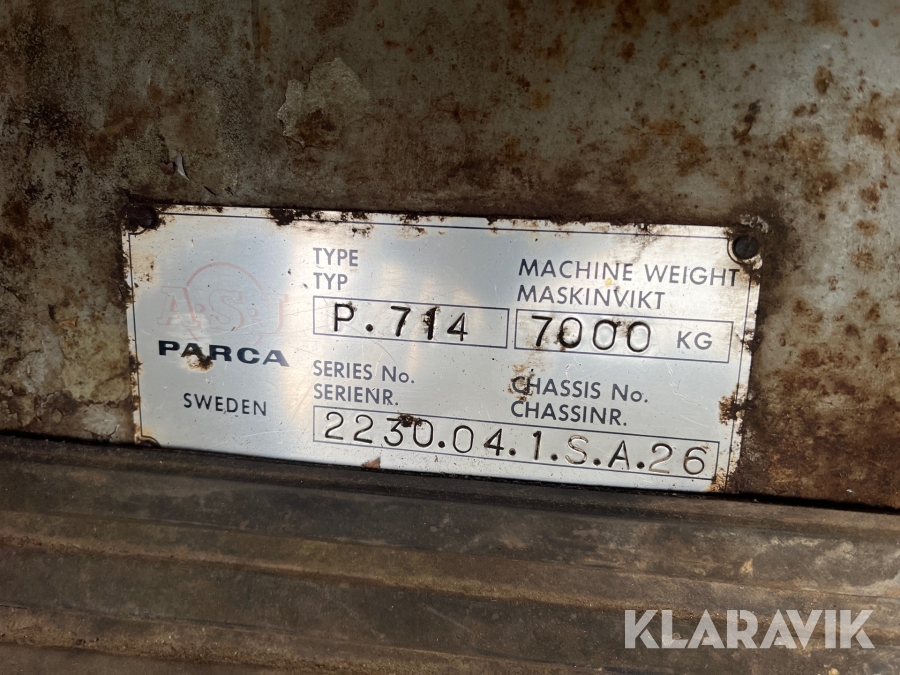 A·S·J
PARCA
SWEDEN
TYPE
TYP
P.714
MACHINE WEIGHT
MASKINVIKT
7000 KG
SERIES No.
SERIENR.
CHASSIS No.
CHASSINR.
2230.04.1.S.A.26
KLARAVIK